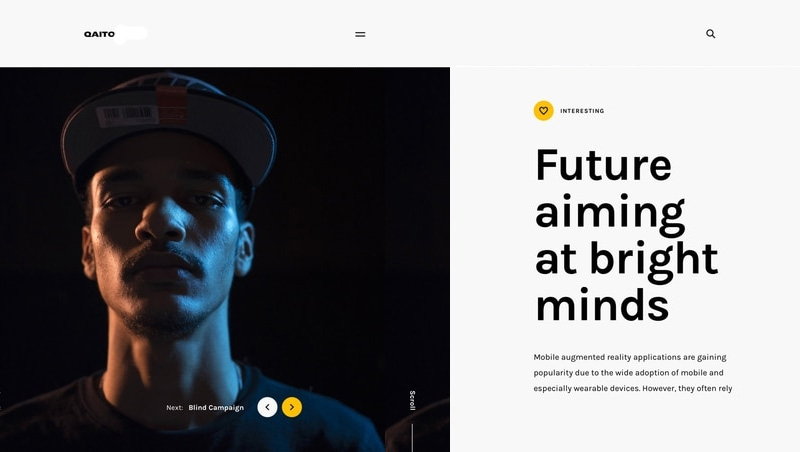 QAITO
INTERESTING
Future
aiming
at bright
minds
Mobile augmented reality applications are gaining
popularity due to the wide adoption of mobile and
especially wearable devices. However, they often rely
Next: Blind Campaign
Scroll